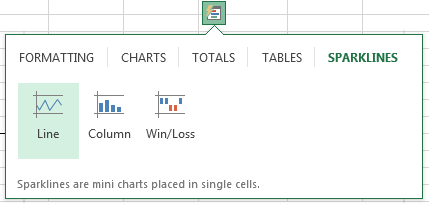 FORMATTING CHARTS TOTALS TABLES SPARKLINES
Line Column Win/Loss
Sparklines are mini charts placed in single cells.